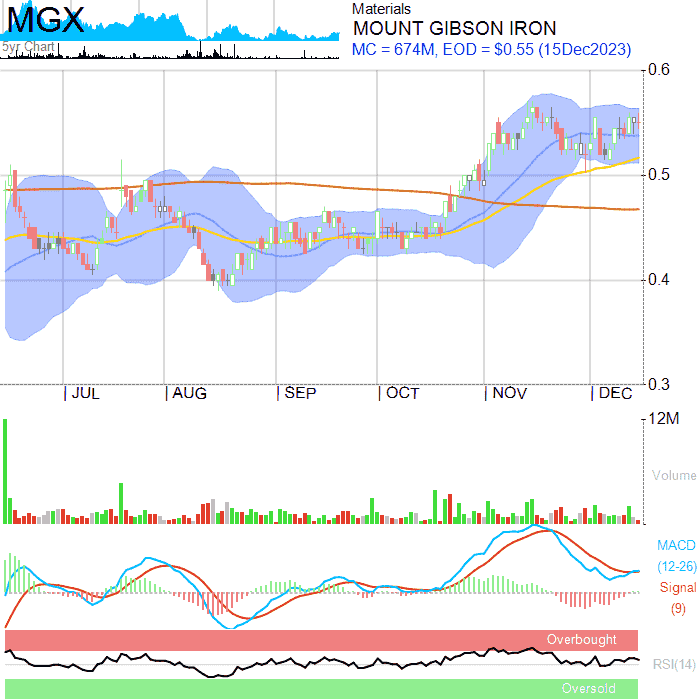 MGX
5yr Chart
Materials
MOUNT GIBSON IRON
MC = 674M, EOD = $0.55 (15Dec2023)
0.6
0.5
0.4
0.3
JUL AUG SEP OCT NOV DEC
12M
Volume
MACD
(12-26)
Signal
(9)
Overbought
RSI(14)
Oversold